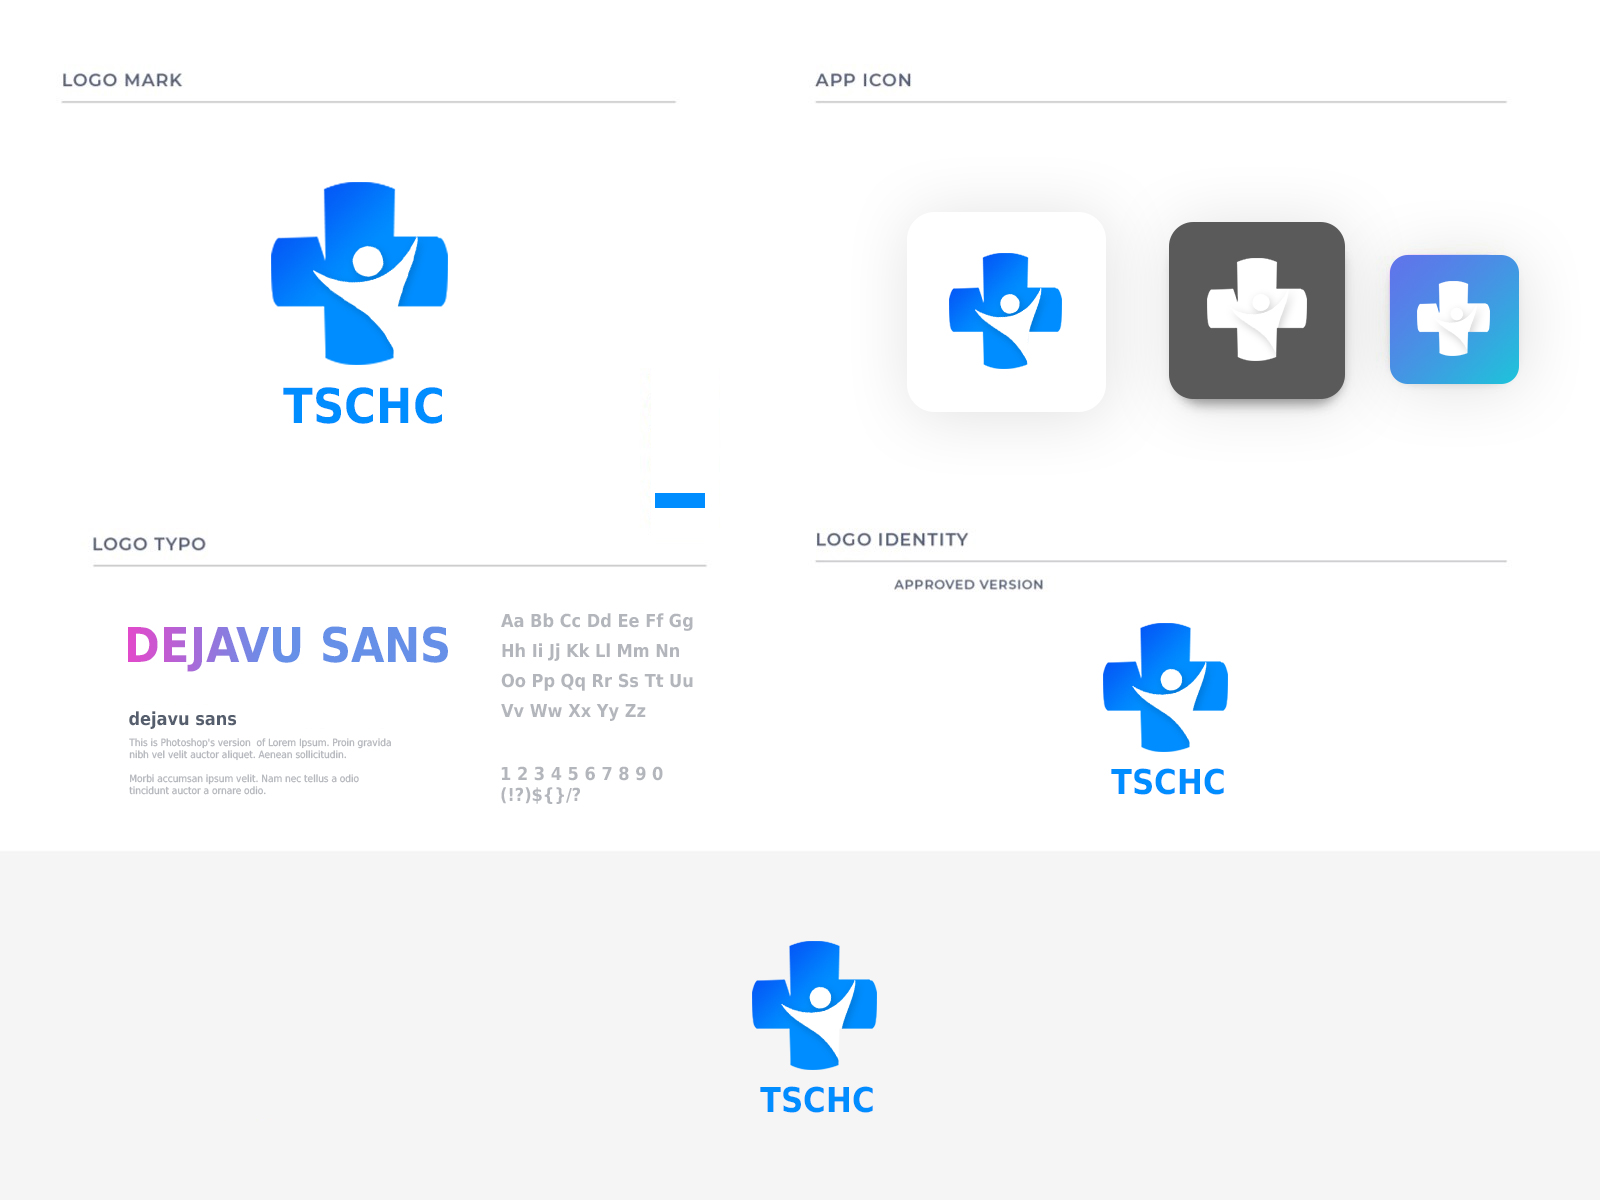 LOGO MARK
TSCHC
APP ICON
LOGO TYPO
DEJAVU SANS
dejavu sans
This is Photoshop's version  of Lorem Ipsum. Proin gravida
nibh vel velit auctor aliquet. Aenean sollicitudin.
Morbi accumsan ipsum velit. Nam nec tellus a odio
tincidunt auctor a ornare odio.
Aa Bb Cc Dd Ee Ff Gg
Hh Ii Jj Kk Ll Mm Nn
Oo Pp Qq Rr Ss Tt Uu
Vv Ww Xx Yy Zz
1 2 3 4 5 6 7 8 9 0
(!?)${}/?
LOGO IDENTITY
APPROVED VERSION
TSCHC
TSCHC